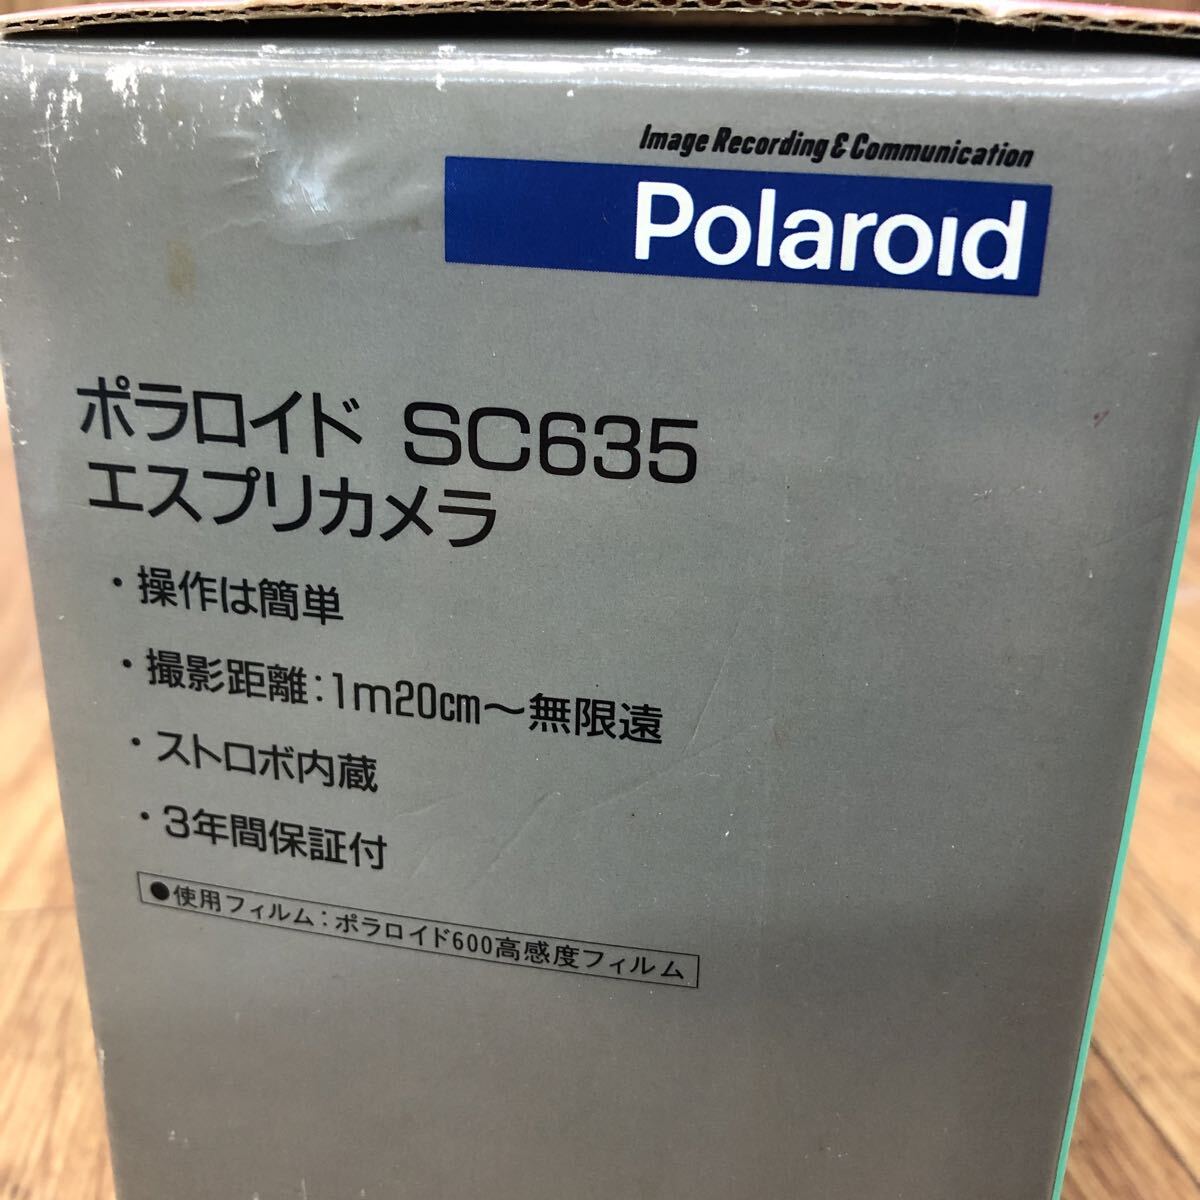 Image Recording & Communication
Polaroid
ポラロイド SC635
エスプリカメラ
・操作は簡単
・撮影距離:1m20cm～無限遠
・ストロボ内蔵
・3年間保証付
●使用フィルム:ポラロイド600高感度フィルム